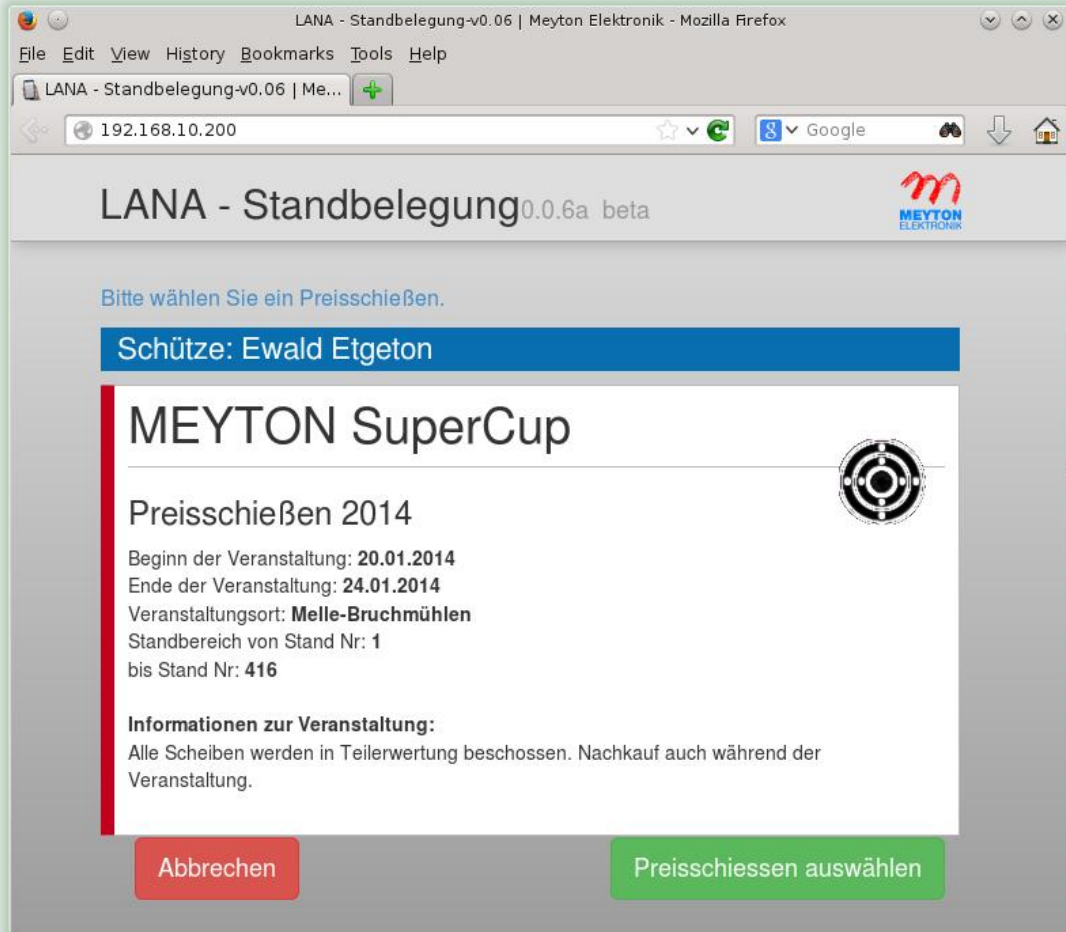 LANA - Standbelegung-v0.06 | Meyton Elektronik - Mozilla Firefox
File Edit View History Bookmarks Tools Help
LANA - Standbelegung-v0.06 | Me...
192.168.10.200
Google
LANA - Standbelegung0.0.6a beta
MEYTON
ELEKTRONIK
Bitte wählen Sie ein Preisschießen.
Schütze: Ewald Etgeton
MEYTON SuperCup
Preisschießen 2014
Beginn der Veranstaltung: 20.01.2014
Ende der Veranstaltung: 24.01.2014
Veranstaltungsort: Melle-Bruchmühlen
Standbereich von Stand Nr: 1
bis Stand Nr: 416
Informationen zur Veranstaltung:
Alle Scheiben werden in Teilerwertung beschossen. Nachkauf auch während der
Veranstaltung.
Abbrechen
Preisschiessen auswählen